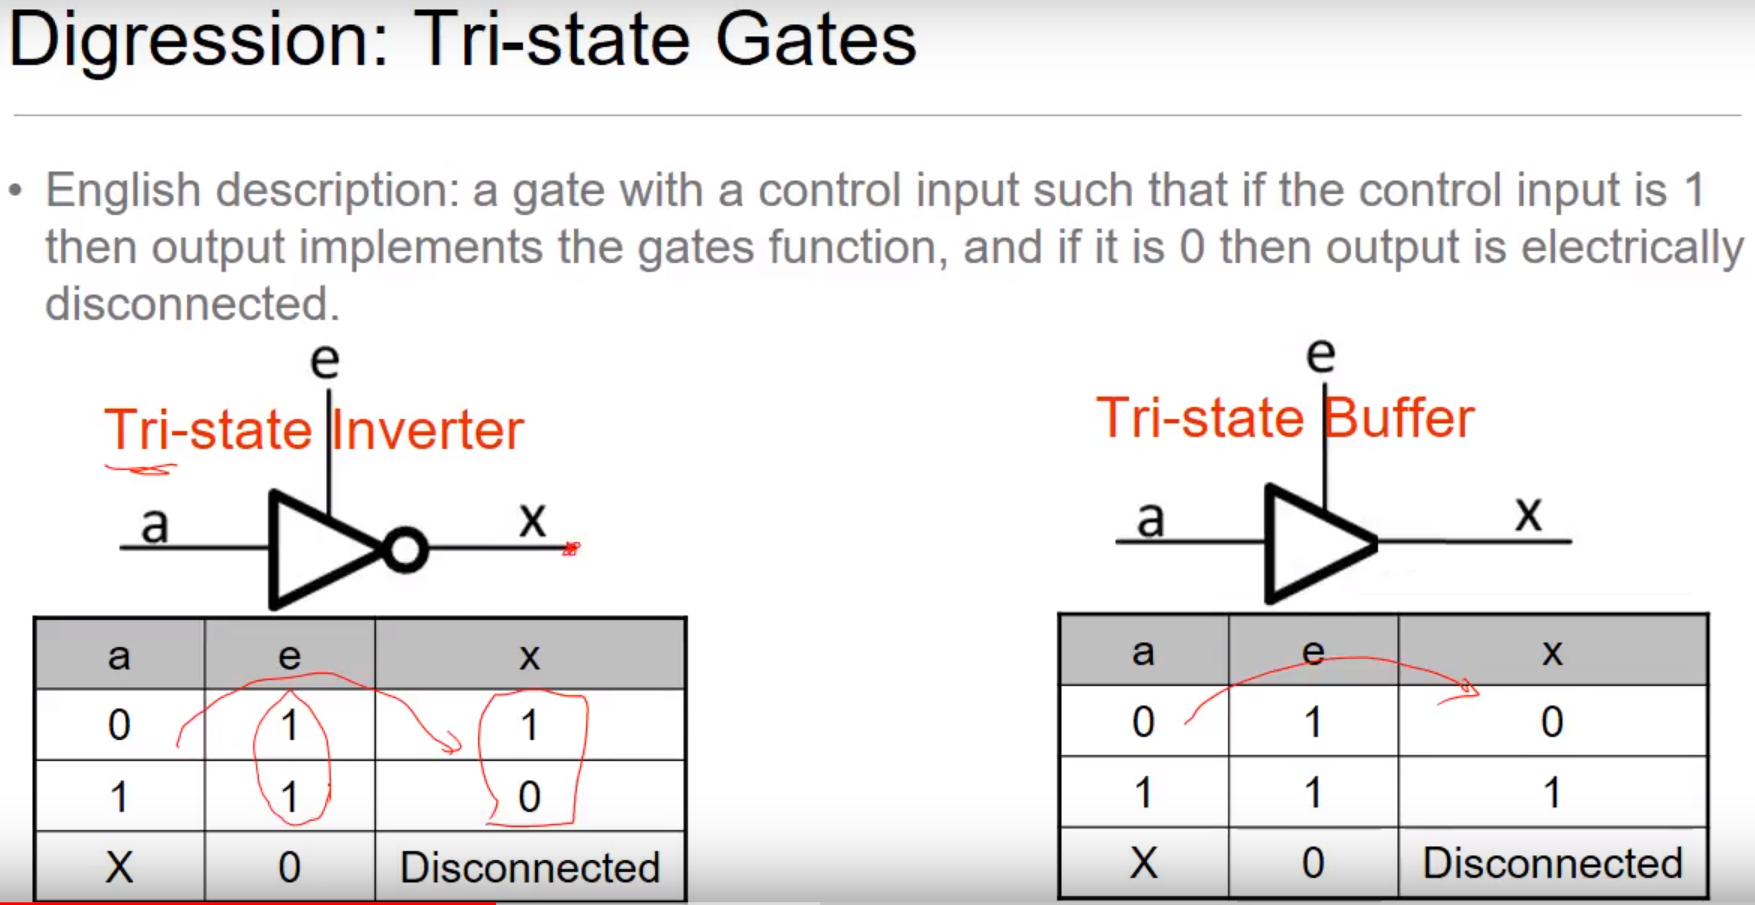 Digression: Tri-state Gates
• English description: a gate with a control input such that if the control input is 1
then output implements the gates function, and if it is 0 then output is electrically
disconnected.
e
Tri-state Inverter
a
x
a e x
0 1 1
1 1 0
X 0 Disconnected
e
Tri-state Buffer
a
x
a e x
0 1 0
1 1 1
X 0 Disconnected